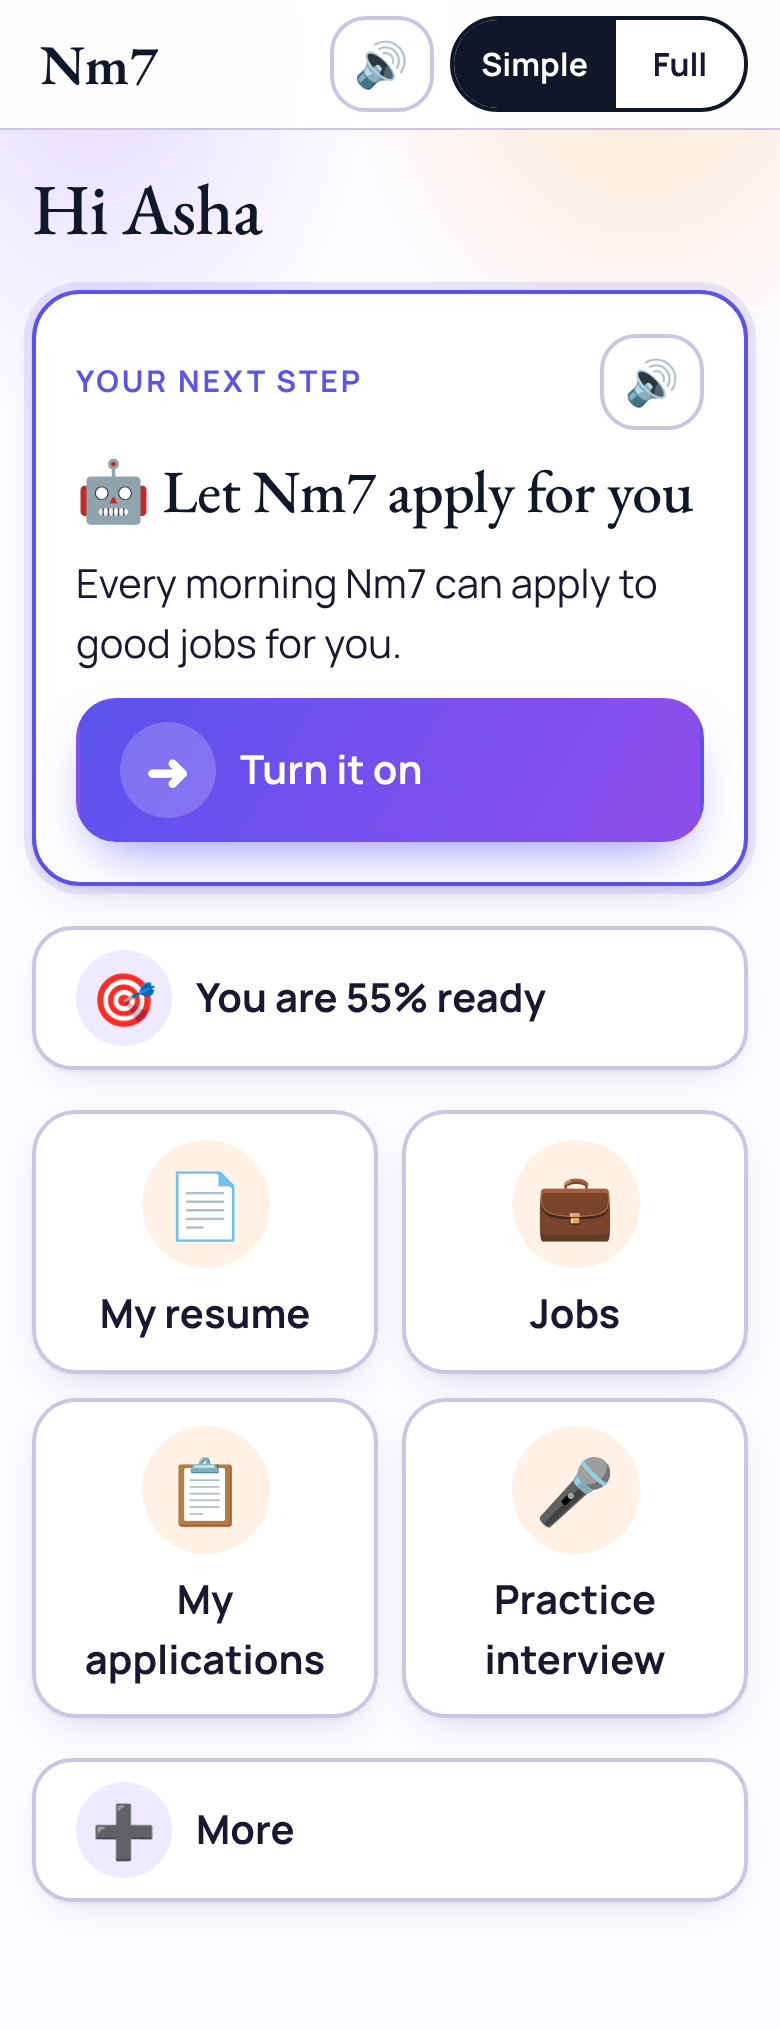 Nm7
Simple
Full
Hi Asha
YOUR NEXT STEP
Let Nm7 apply for you
Every morning Nm7 can apply to
good jobs for you.
Turn it on
You are 55% ready
My resume
Jobs
My
applications
Practice
interview
More